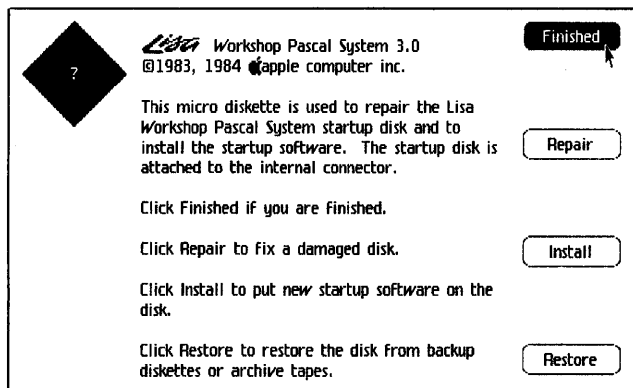 ?
Lisa Workshop Pascal System 3.0
©1983, 1984 apple computer inc.
Finished
This micro diskette is used to repair the Lisa
Workshop Pascal System startup disk and to
install the startup software. The startup disk is
attached to the internal connector.
Repair
Click Finished if you are finished.
Click Repair to fix a damaged disk.
Install
Click Install to put new startup software on the
disk.
Click Restore to restore the disk from backup
diskettes or archive tapes.
Restore